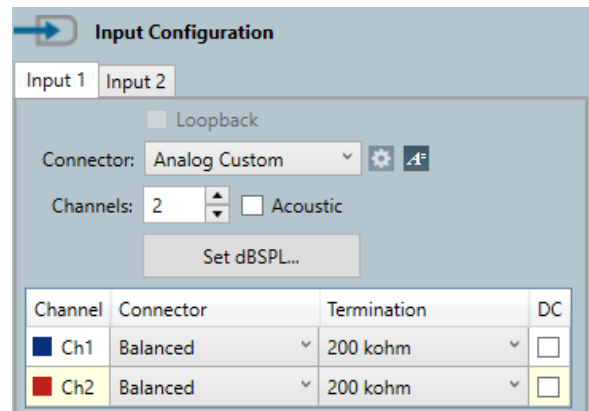 Input Configuration
Input 1 Input 2
Loopback
Connector: Analog Custom A=
Channels: 2 Acoustic
Set dBSPL...
Channel Connector Termination DC
Ch1 Balanced 200 kohm
Ch2 Balanced 200 kohm